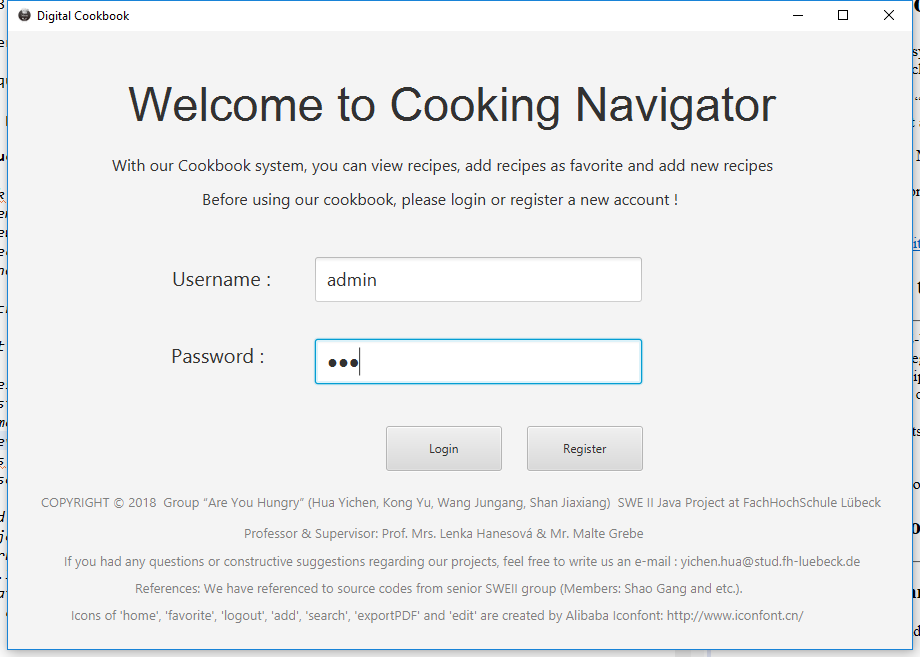 Digital Cookbook
Welcome to Cooking Navigator
With our Cookbook system, you can view recipes, add recipes as favorite and add new recipes
Before using our cookbook, please login or register a new account !
Username :
admin
Password :
●●●
Login
Register
COPYRIGHT © 2018  Group “Are You Hungry” (Hua Yichen, Kong Yu, Wang Jungang, Shan Jiaxiang)  SWE II Java Project at FachHochSchule Lübeck
Professor & Supervisor: Prof. Mrs. Lenka Hanesová & Mr. Malte Grebe
If you had any questions or constructive suggestions regarding our projects, feel free to write us an e-mail : yichen.hua@stud.fh-luebeck.de
References: We have referenced to source codes from senior SWEII group (Members: Shao Gang and etc.).
Icons of 'home', 'favorite', 'logout', 'add', 'search', 'exportPDF' and 'edit' are created by Alibaba Iconfont: http://www.iconfont.cn/